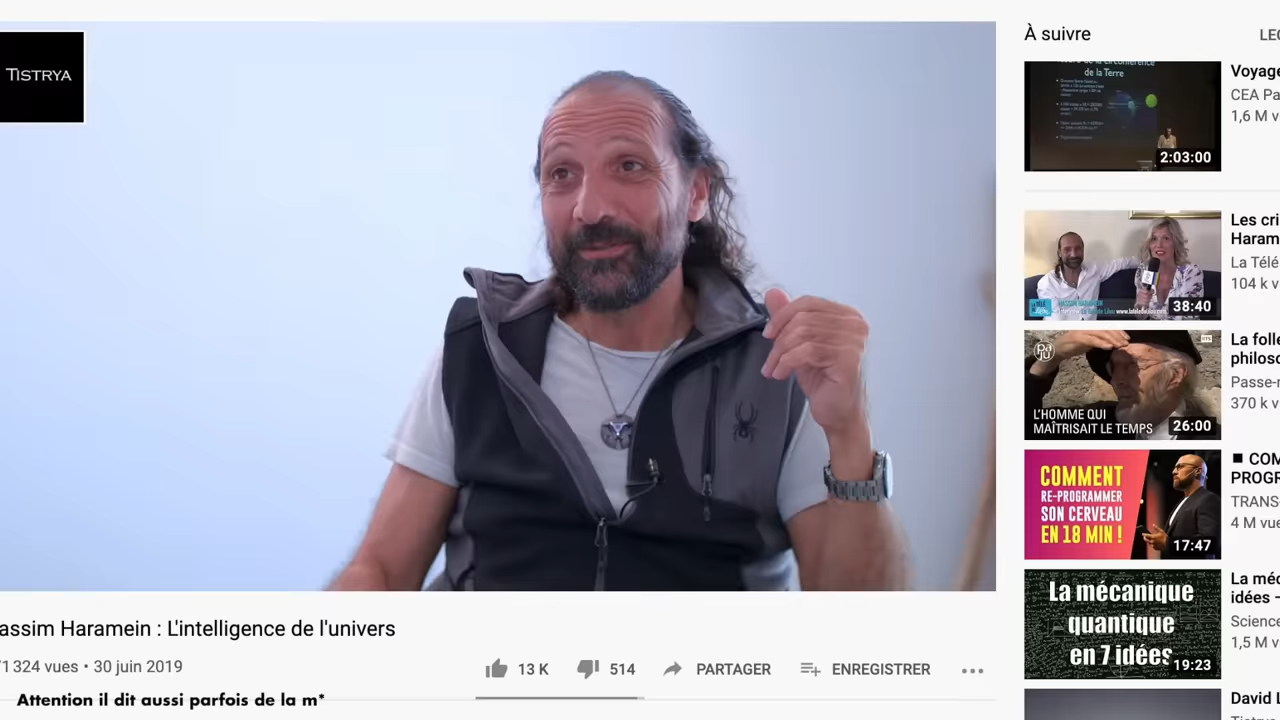 TISTRYA
assim Haramein : L'intelligence de l'univers
1 324 vues • 30 juin 2019
13 K
514
PARTAGER
ENREGISTRER
Attention il dit aussi parfois de la m*
À suivre
LEC
de la Terre
2:03:00
Voyage
CEA Pa
1,6 M v
38:40
Les cri
Haram
La Télé
104 k v
L'HOMME QUI
MAÎTRISAIT LE TEMPS
26:00
La folle
philoso
Passe-
370 k v
COMMENT
RE-PROGRAMMER
SON CERVEAU
EN 18 MIN !
17:47
COM
PROGR
TRANS-
4 M vue
La mécanique
quantique
en 7 idées
19:23
La méc
idées -
Science
1,5 M v
David L